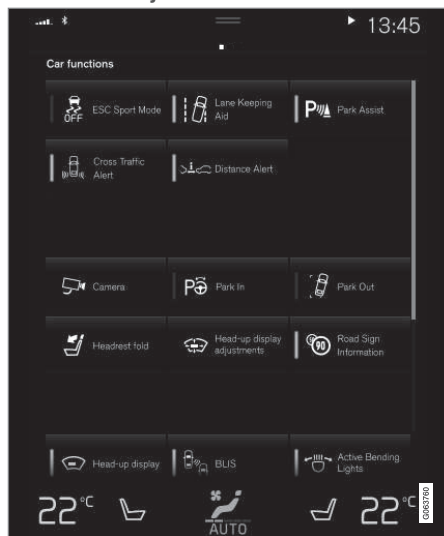 13:45
Car functions
OFF
ESC Sport Mode
Lane Keeping
Aid
P
Park Assist
Cross Traffic
Alert
Distance Alert
Camera
P
Park In
Park Out
Headrest fold
Head-up display
adjustments
90
Road Sign
Information
Head-up display
BLIS
Active Bending
Lights
22°C
AUTO
22°C
G063760